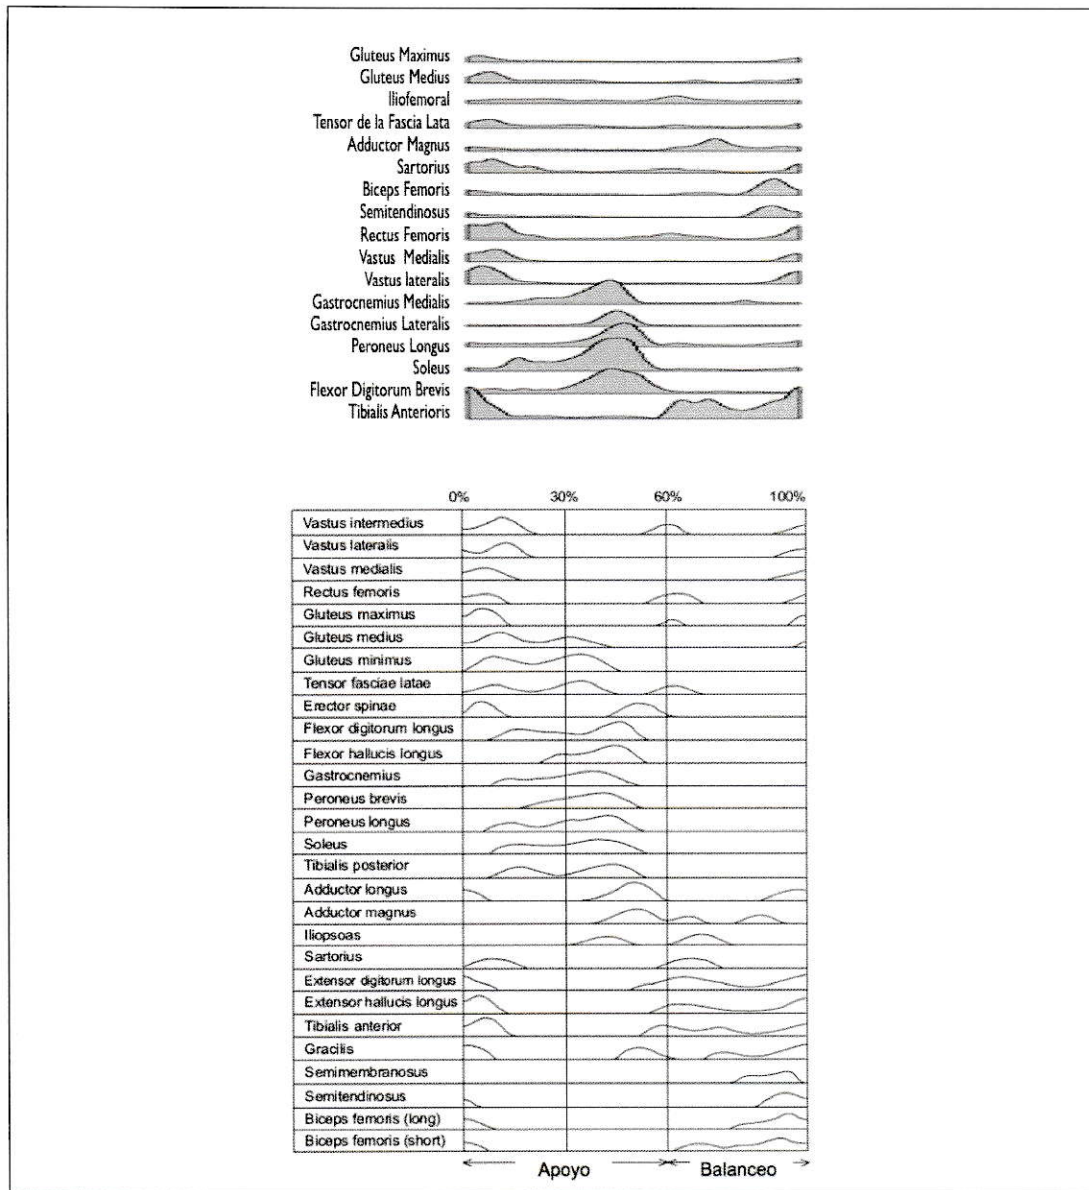 Gluteus Maximus
Gluteus Medius
Iliofemoral
Tensor de la Fascia Lata
Adductor Magnus
Sartorius
Biceps Femoris
Semitendinosus
Rectus Femoris
Vastus Medialis
Vastus lateralis
Gastrocnemius Medialis
Gastrocnemius Lateralis
Peroneus Longus
Soleus
Flexor Digitorum Brevis
Tibialis Anterioris
0% 30% 60% 100%
Vastus intermedius
Vastus lateralis
Vastus medialis
Rectus femoris
Gluteus maximus
Gluteus medius
Gluteus minimus
Tensor fasciae latae
Erector spinae
Flexor digitorum longus
Flexor hallucis longus
Gastrocnemius
Peroneus brevis
Peroneus longus
Soleus
Tibialis posterior
Adductor longus
Adductor magnus
Iliopsoas
Sartorius
Extensor digitorum longus
Extensor hallucis longus
Tibialis anterior
Gracilis
Semimembranosus
Semitendinosus
Biceps femoris (long)
Biceps femoris (short)
Apoyo Balanceo